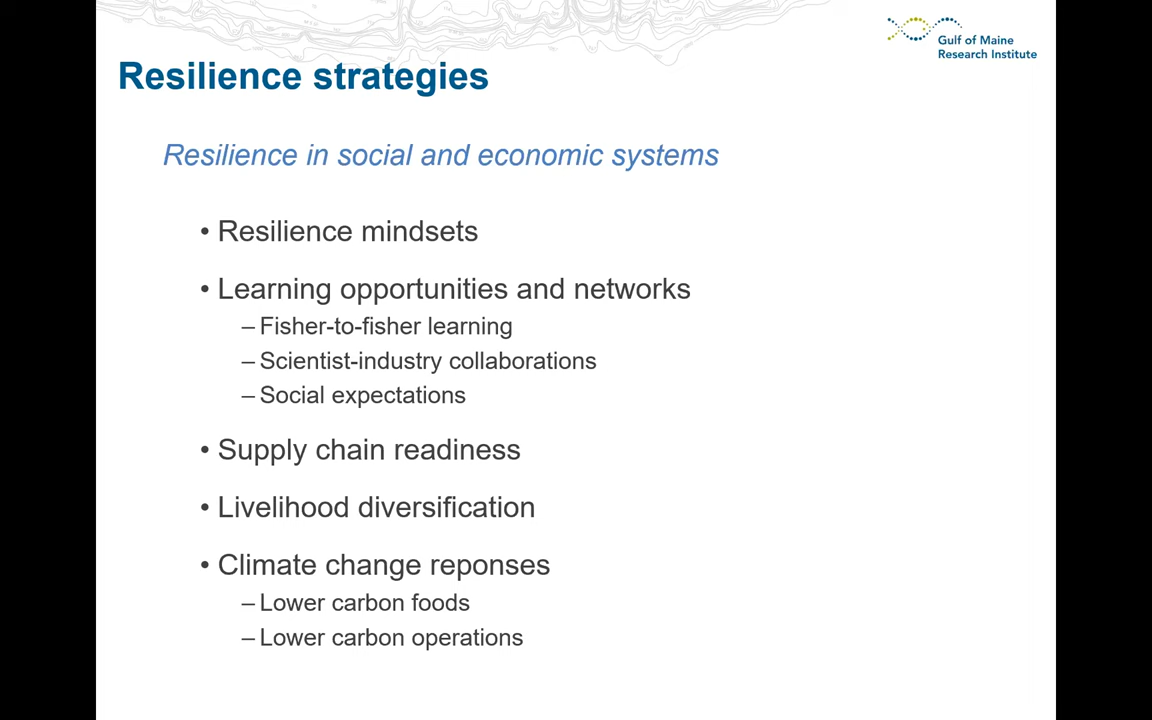 Gulf of Maine
Research Institute
Resilience strategies
Resilience in social and economic systems
• Resilience mindsets
• Learning opportunities and networks
– Fisher-to-fisher learning
– Scientist-industry collaborations
– Social expectations
• Supply chain readiness
• Livelihood diversification
• Climate change reponses
– Lower carbon foods
– Lower carbon operations